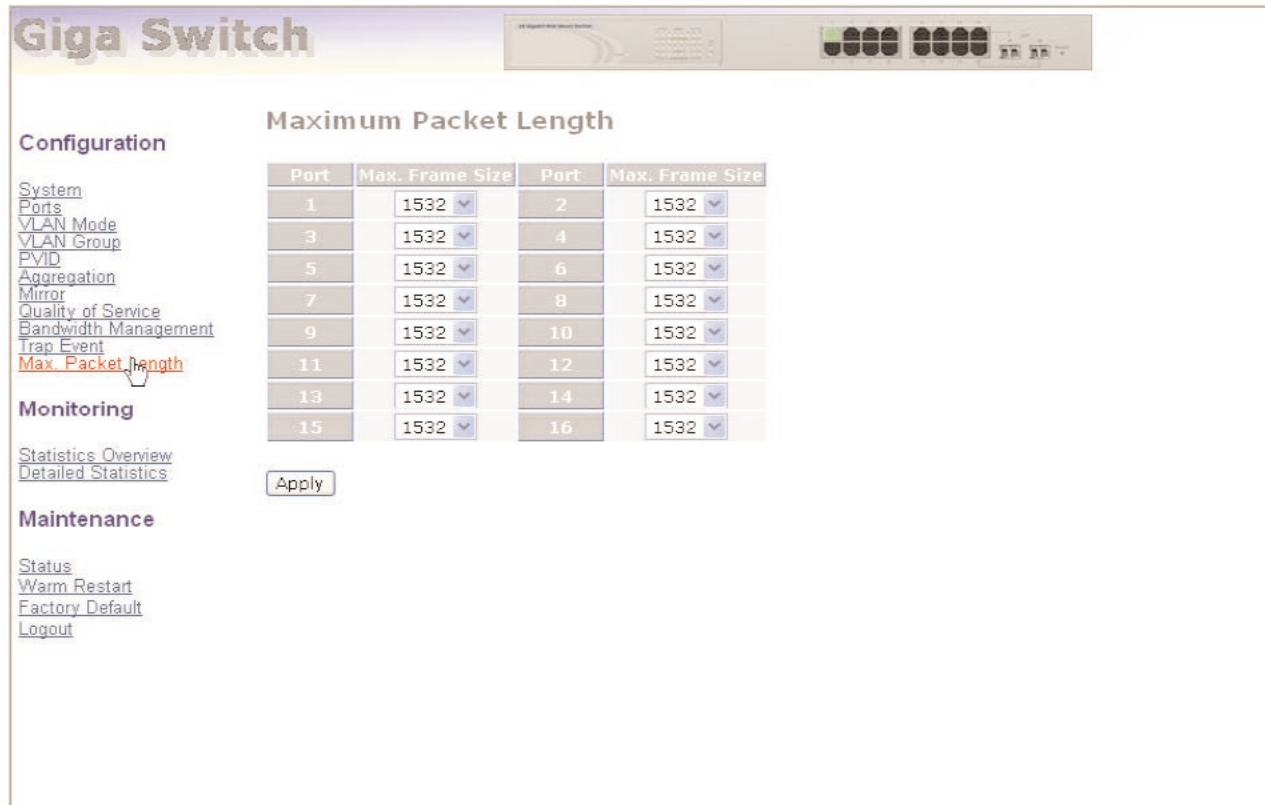 Giga Switch
Configuration
System
Ports
VLAN Mode
VLAN Group
PVID
Aggregation
Mirror
Quality of Service
Bandwidth Management
Trap Event
Max. Packet Length
Monitoring
Statistics Overview
Detailed Statistics
Maintenance
Status
Warm Restart
Factory Default
Logout
Maximum Packet Length
Port Max. Frame Size Port Max. Frame Size
1 1532 2 1532
3 1532 4 1532
5 1532 6 1532
7 1532 8 1532
9 1532 10 1532
11 1532 12 1532
13 1532 14 1532
15 1532 16 1532
Apply